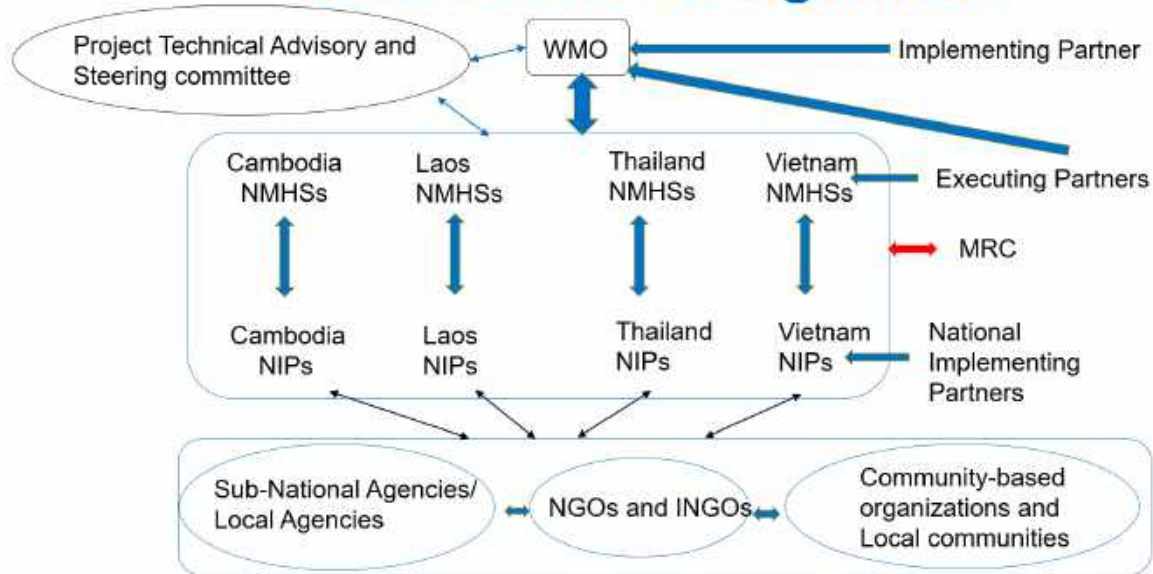 Project Technical Advisory and
Steering committee
WMO
Implementing Partner
Cambodia
NMHSs
Laos
NMHSs
Thailand
NMHSs
Vietnam
NMHSs
Executing Partners
MRC
Cambodia
NIPs
Laos
NIPs
Thailand
NIPs
Vietnam
NIPs
National
Implementing
Partners
Sub-National Agencies/
Local Agencies
NGOs and INGOs
Community-based
organizations and
Local communities